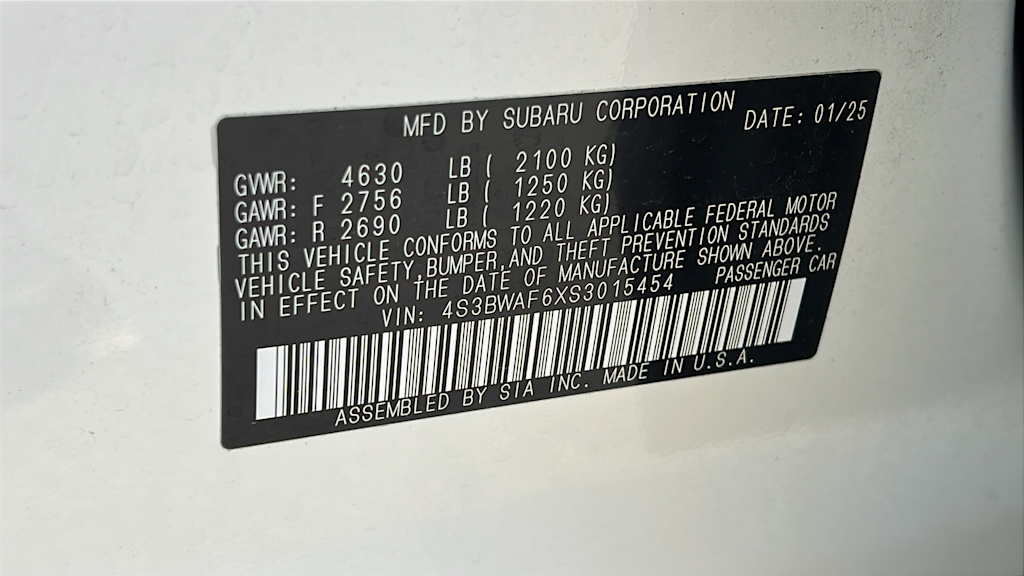 MFD BY SUBARU CORPORATION DATE: 01/25
GVWR: 4630 LB ( 2100 KG)
GAWR: F 2756 LB ( 1250 KG)
GAWR: R 2690 LB ( 1220 KG)
THIS VEHICLE CONFORMS TO ALL APPLICABLE FEDERAL MOTOR
VEHICLE SAFETY, BUMPER, AND THEFT PREVENTION STANDARDS
IN EFFECT ON THE DATE OF MANUFACTURE SHOWN ABOVE.
VIN: 4S3BWAF6XS3015454 PASSENGER CAR
ASSEMBLED BY SIA INC. MADE IN U.S.A.